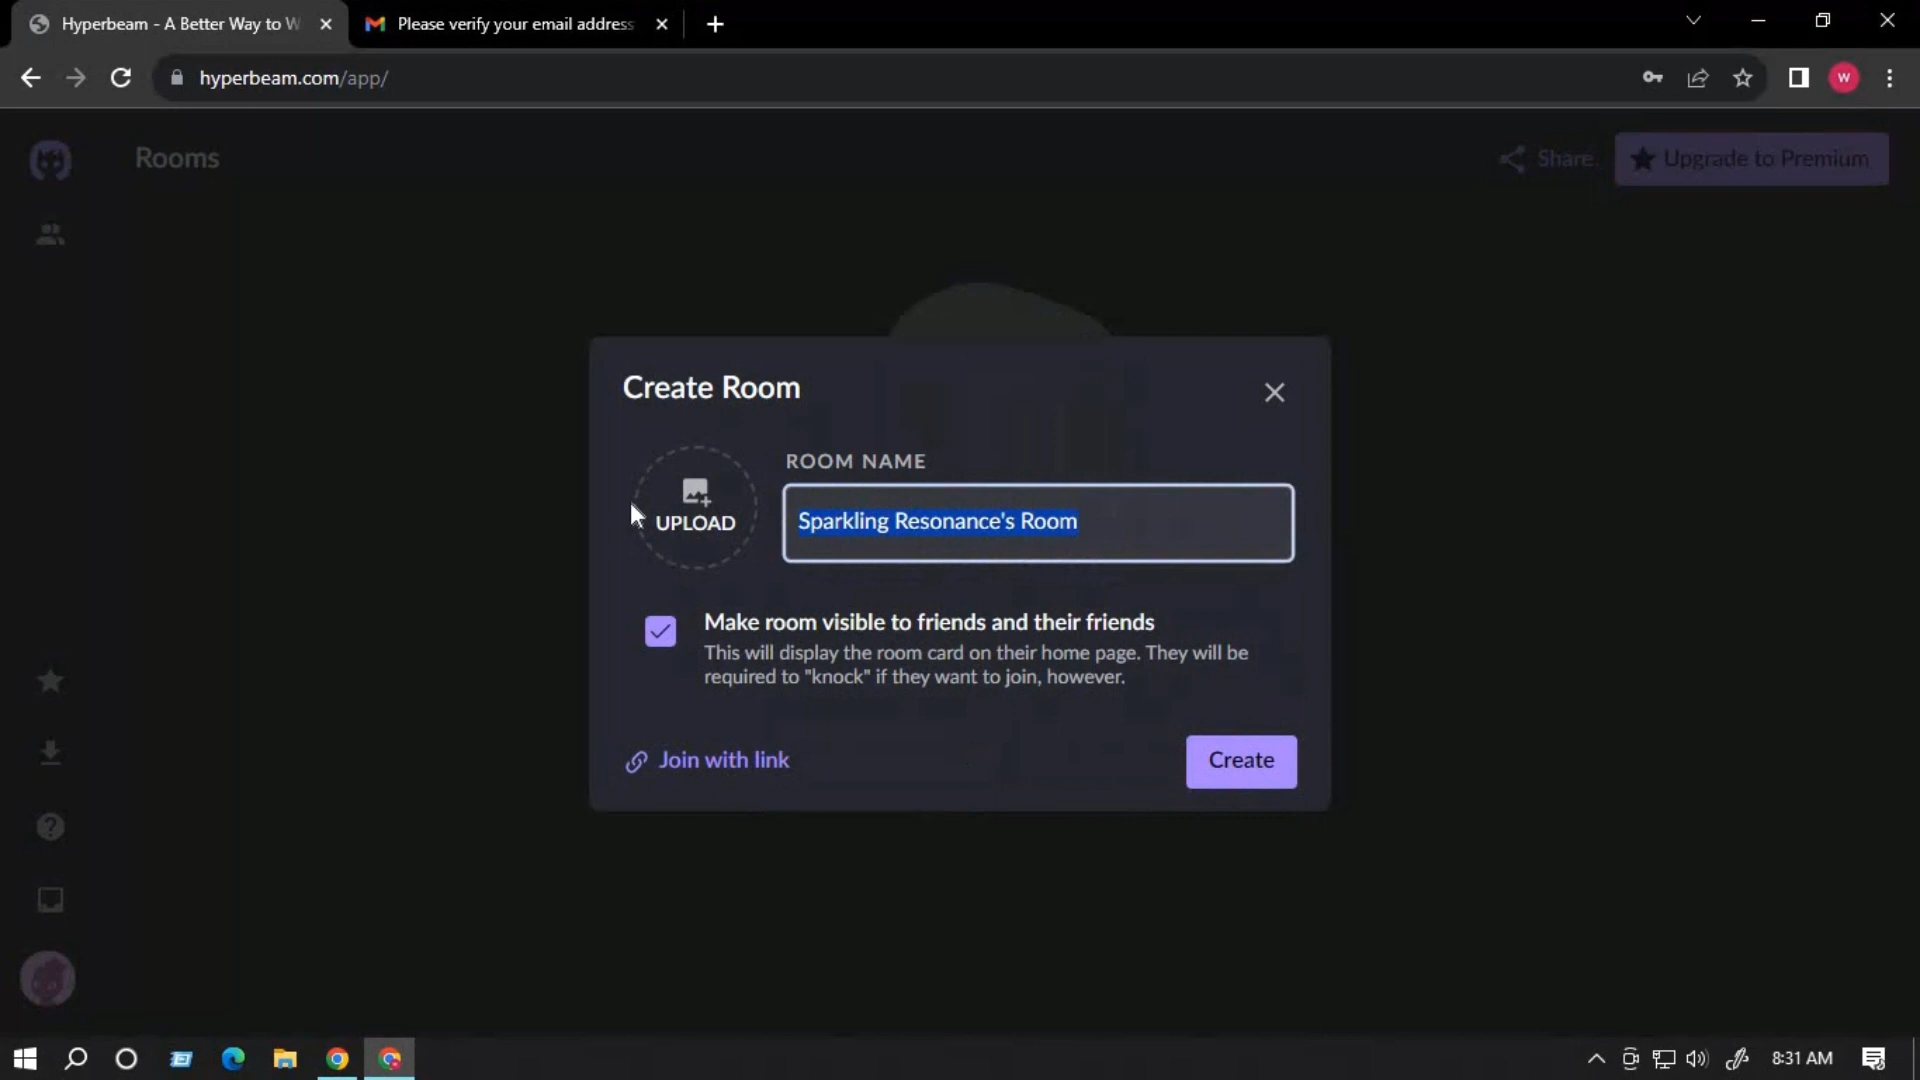 Hyperbeam - A Better Way to W
Please verify your email address
hyperbeam.com/app/
W
Rooms
Share
Upgrade to Premium
Create Room
UPLOAD
ROOM NAME
Sparkling Resonance's Room
Make room visible to friends and their friends
This will display the room card on their home page. They will be
required to "knock" if they want to join, however.
Join with link
Create
8:31 AM